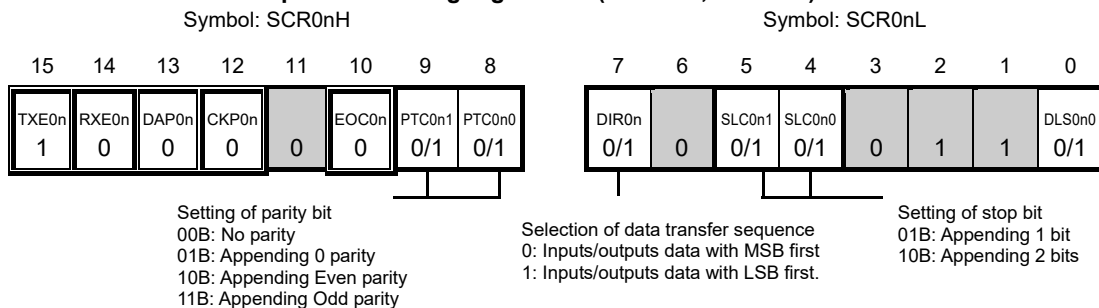 Symbol: SCR0nH
Symbol: SCR0nL
15 14 13 12 11 10 9 8
7 6 5 4 3 2 1 0
TXE0n RXE0n DAP0n CKP0n EOC0n PTC0n1 PTC0n0
1 0 0 0 0 0 0/1 0/1
DIR0n SLC0n1 SLC0n0 DLS0n0
0/1 0 0/1 0/1 0 1 1 0/1
Setting of parity bit
00B: No parity
01B: Appending 0 parity
10B: Appending Even parity
11B: Appending Odd parity
Selection of data transfer sequence
0: Inputs/outputs data with MSB first
1: Inputs/outputs data with LSB first.
Setting of stop bit
01B: Appending 1 bit
10B: Appending 2 bits